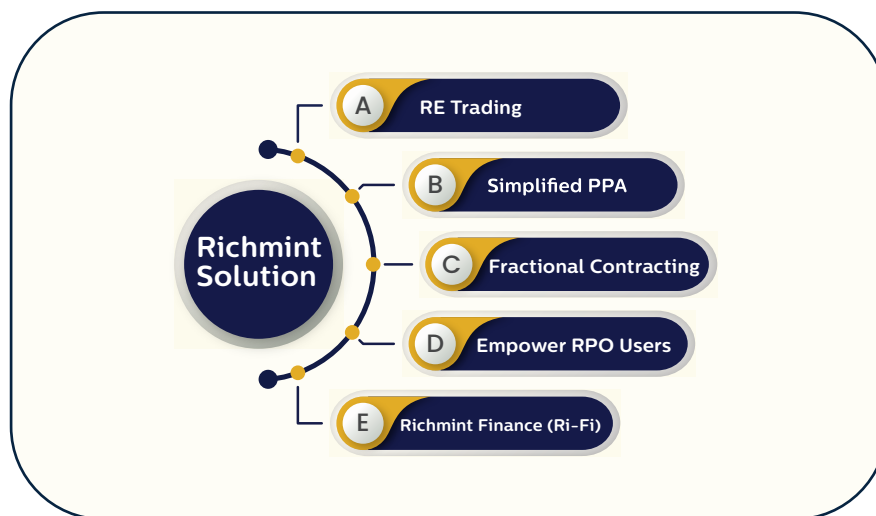 A
RE Trading
B
Simplified PPA
Richmint
Solution
C
Fractional Contracting
D
Empower RPO Users
E
Richmint Finance (Ri-Fi)